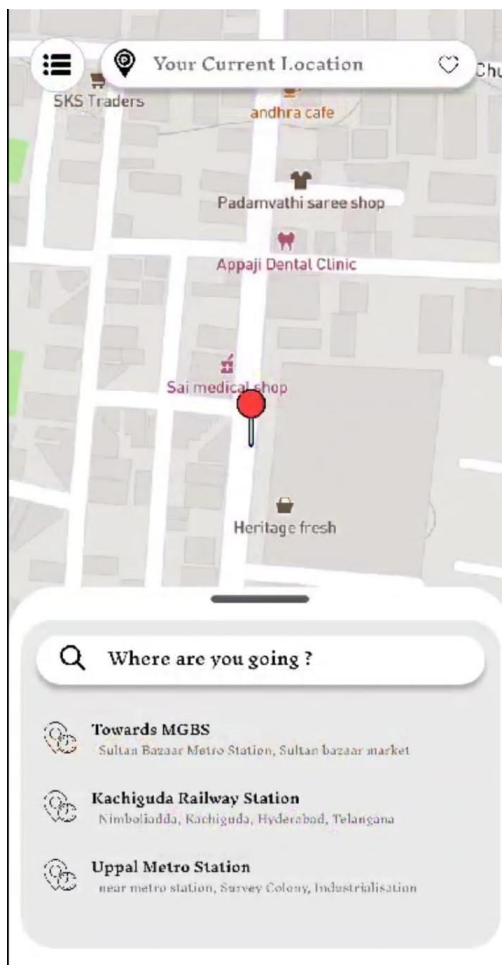 Your Current Location
Chu
SKS Traders
andhra cafe
Padamvathi saree shop
Appaji Dental Clinic
Sai medical shop
Heritage fresh
Where are you going ?
Towards MGBS
Sultan Bazaar Metro Station, Sultan bazaar market
Kachiguda Railway Station
Nimboliadda, Kachiguda, Hyderabad, Telangana
Uppal Metro Station
near metro station, Survey Colony, Industrialisation